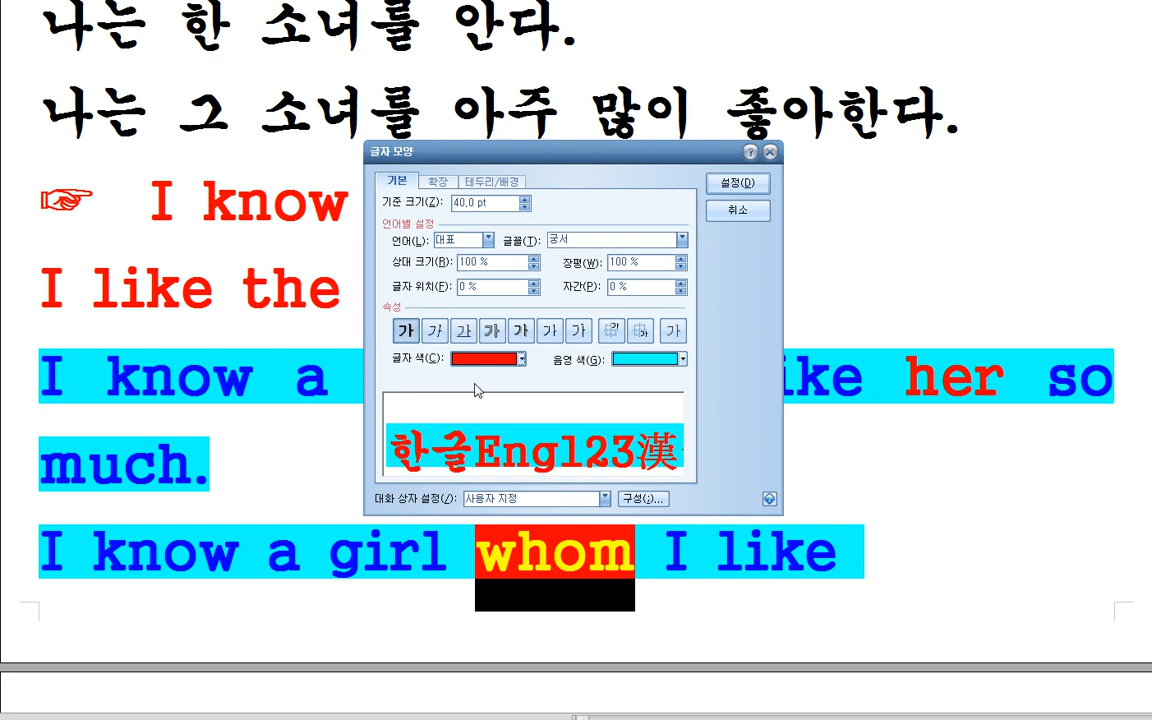 나는 한 소녀를 안다.
나는 그 소녀를 아주 많이 좋아한다.
☞ I know
I like the
I know a ike her so
much.
I know a girl whom I like
글자 모양
기본 확장 테두리/배경
기준 크기(Z): 40.0 pt
언어별 설정
언어(L): 대표 글꼴(T): 궁서
상대 크기(R): 100 % 장평(W): 100 %
글자 위치(F): 0 % 자간(P): 0 %
속성
가 가 가 가 가 가 가 가 가 가
글자 색(C): 음영 색(G):
한글Eng123漢
대화 상자 설정(/): 사용자 지정 구성(;)...
설정(D)
취소